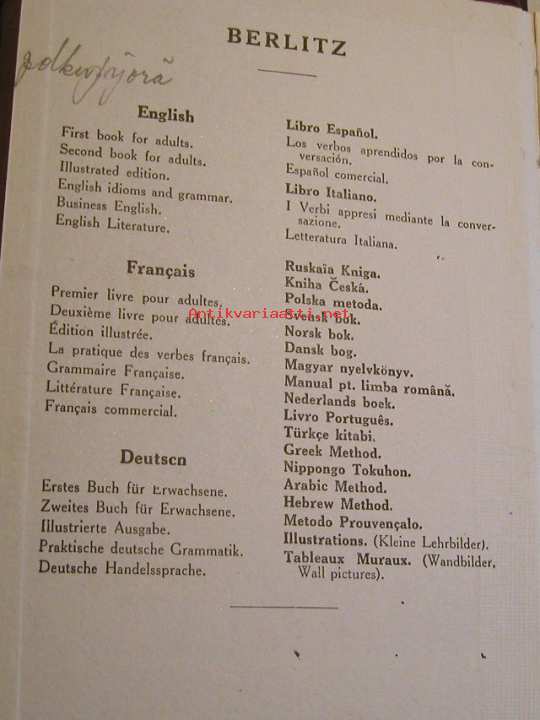 BERLITZ
English
First book for adults.
Second book for adults.
Illustrated edition.
English idioms and grammar.
Business English.
English Literature.
Français
Premier livre pour adultes.
Deuxième livre pour adultes.
Édition illustrée.
La pratique des verbes français.
Grammaire Française.
Littérature Française.
Français commercial.
Deutscn
Erstes Buch für Erwachsene.
Zweites Buch für Erwachsene.
Illustrierte Ausgabe.
Praktische deutsche Grammatik.
Deutsche Handelssprache.
Libro Español.
Los verbos aprendidos por la con-
versación.
Español comercial.
Libro Italiano.
I Verbi appresi mediante la conver-
sazione.
Letteratura Italiana.
Ruskaïa Kniga.
Kniha Česká.
Polska metoda.
Svensk bok.
Norsk bok.
Dansk bog.
Magyar nyelvkönyv.
Manual pt. limba română.
Nederlands boek.
Livro Português.
Türkçe kitabi.
Greek Method.
Nippongo Tokuhon.
Arabic Method.
Hebrew Method.
Metodo Prouvençalo.
Illustrations. (Kleine Lehrbilder).
Tableaux Muraux. (Wandbilder,
Wall pictures).
Antikvariaatti.net